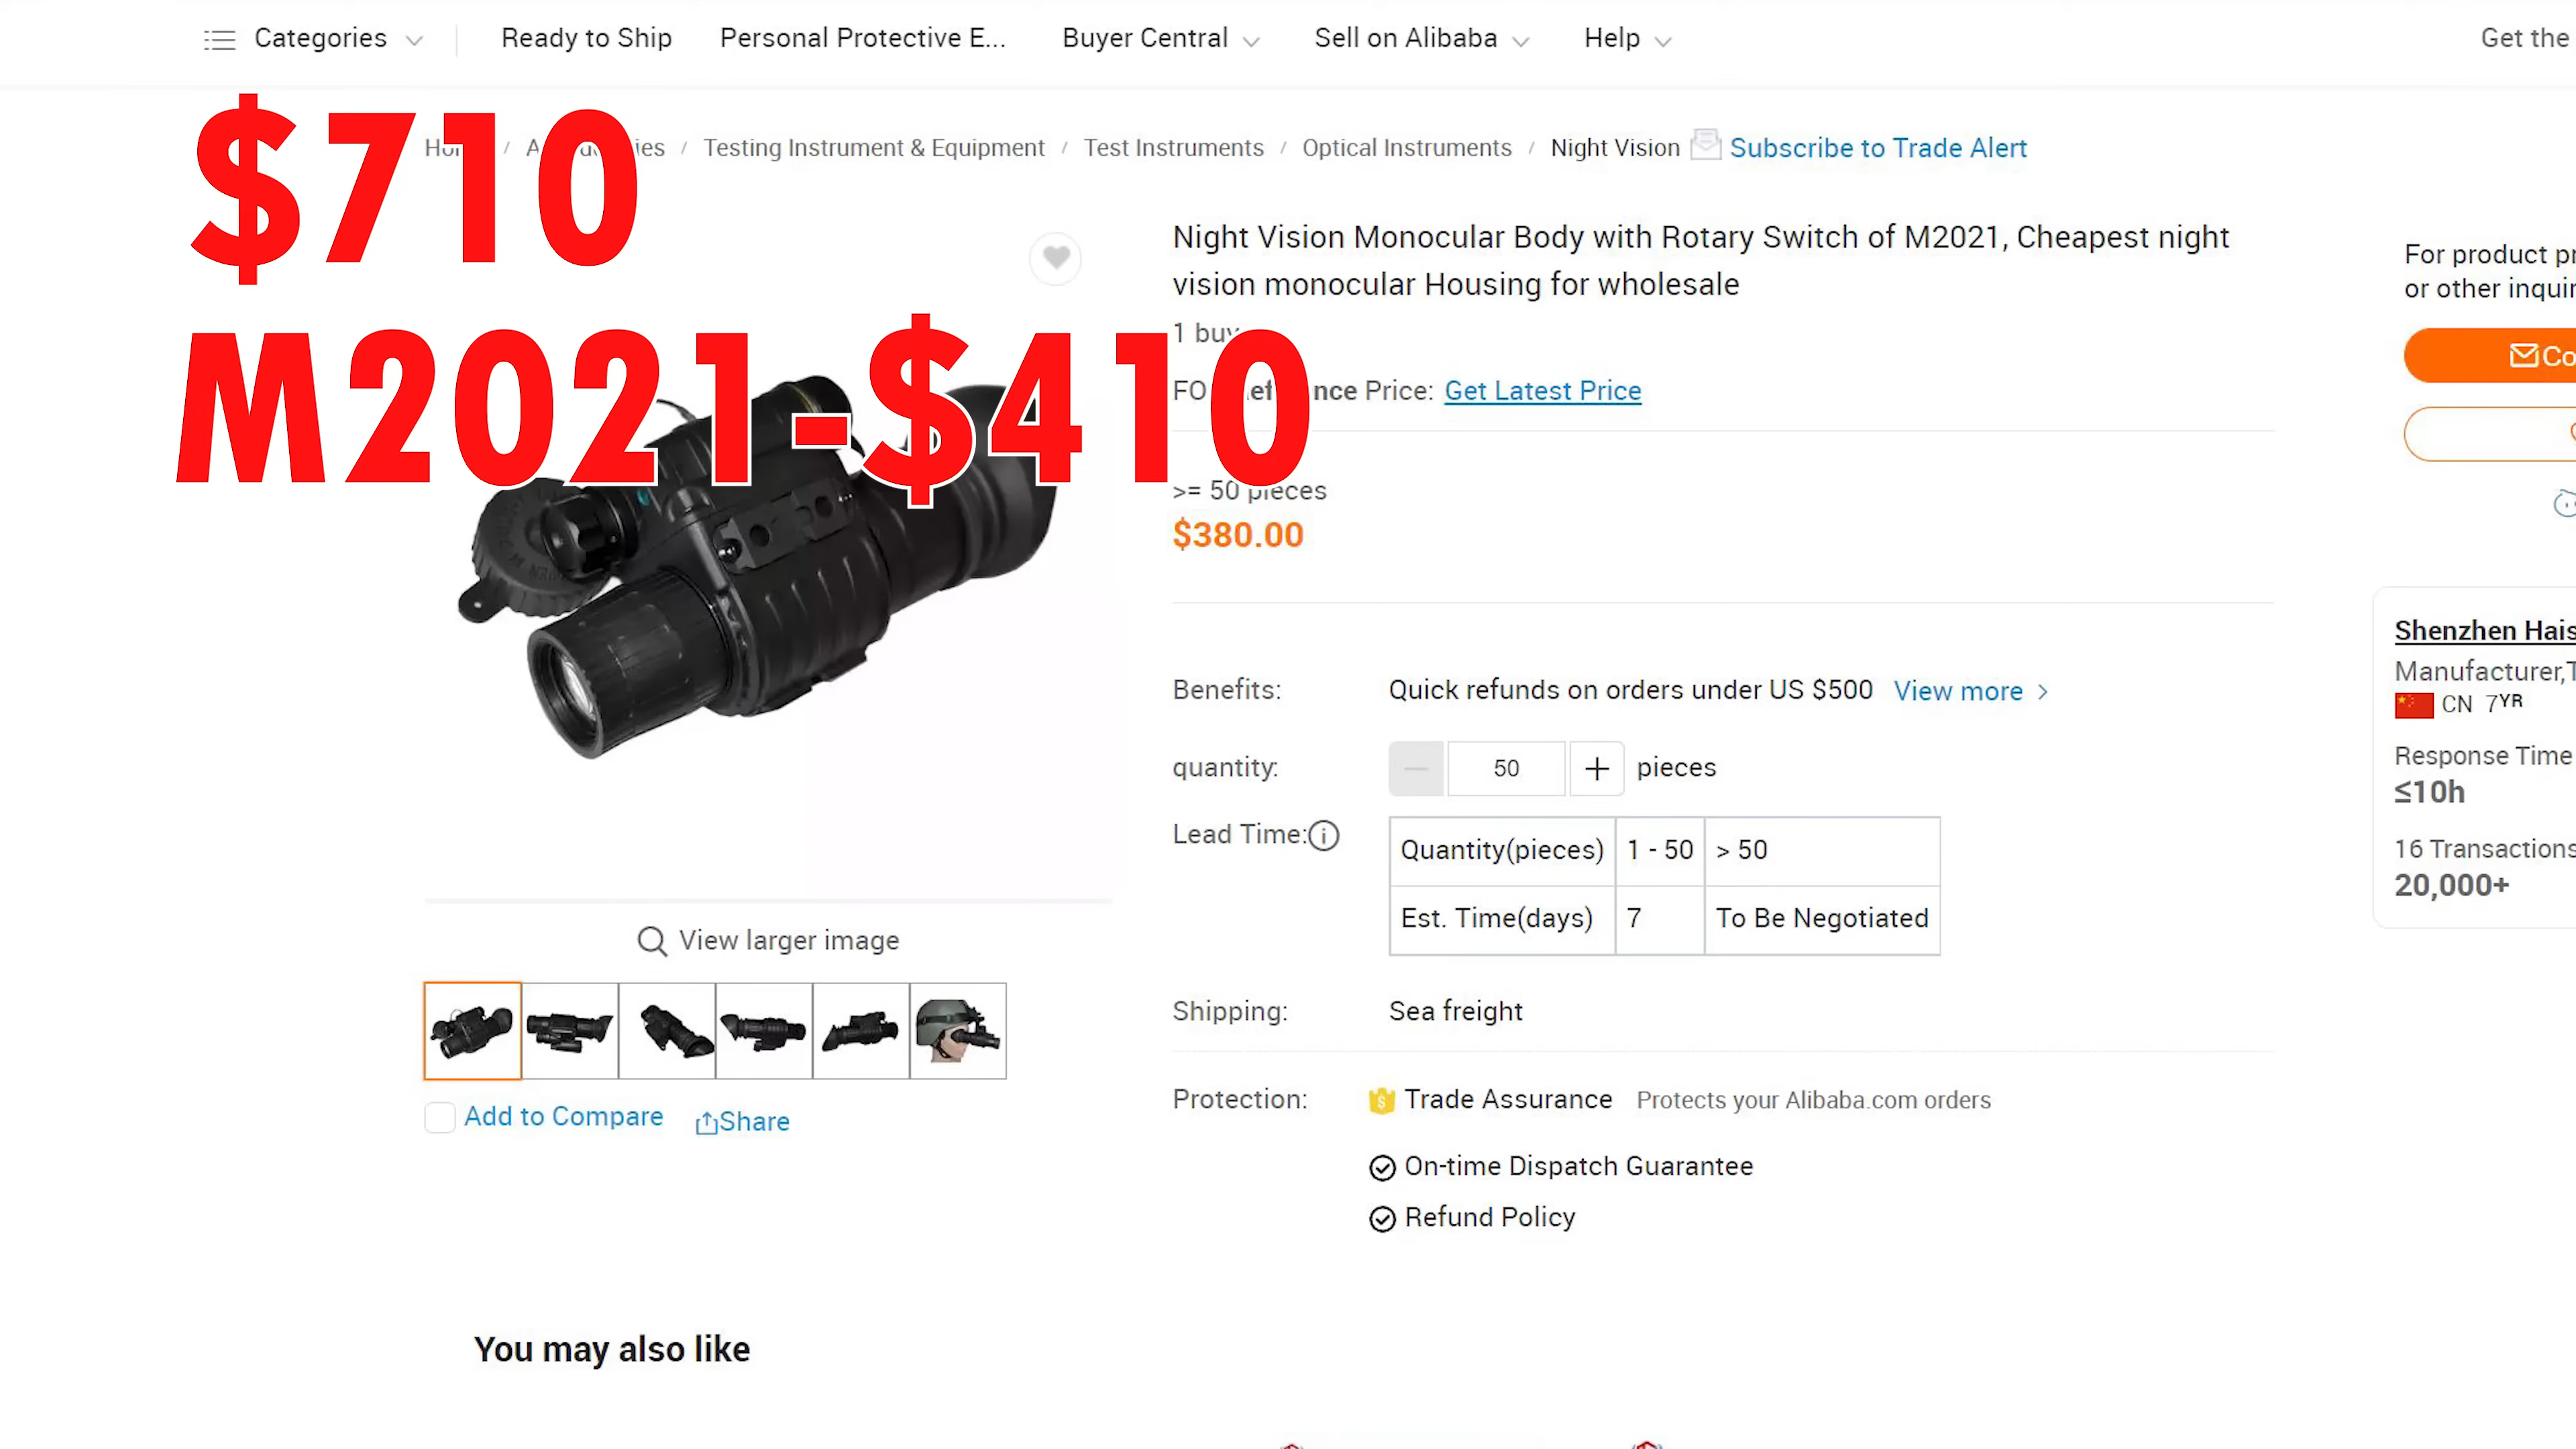 Categories
Ready to Ship
Personal Protective E...
Buyer Central
Sell on Alibaba
Help
Get the
$710
/ / Testing Instrument & Equipment / Test Instruments / Optical Instruments / Night Vision
Subscribe to Trade Alert
Night Vision Monocular Body with Rotary Switch of M2021, Cheapest night
vision monocular Housing for wholesale
M2021-$410
1
Price: Get Latest Price
>= 50 pieces
$380.00
Benefits: Quick refunds on orders under US $500 View more >
quantity: 50 + pieces
Lead Time:
Quantity(pieces) 1 - 50 > 50
Est. Time(days) 7 To Be Negotiated
Shipping: Sea freight
Protection: Trade Assurance Protects your Alibaba.com orders
On-time Dispatch Guarantee
Refund Policy
View larger image
Add to Compare
Share
You may also like
For product
or other
Shenzhen
Manufacturer,
CN 7YR
Response Time
≤10h
16 Transactions
20,000+